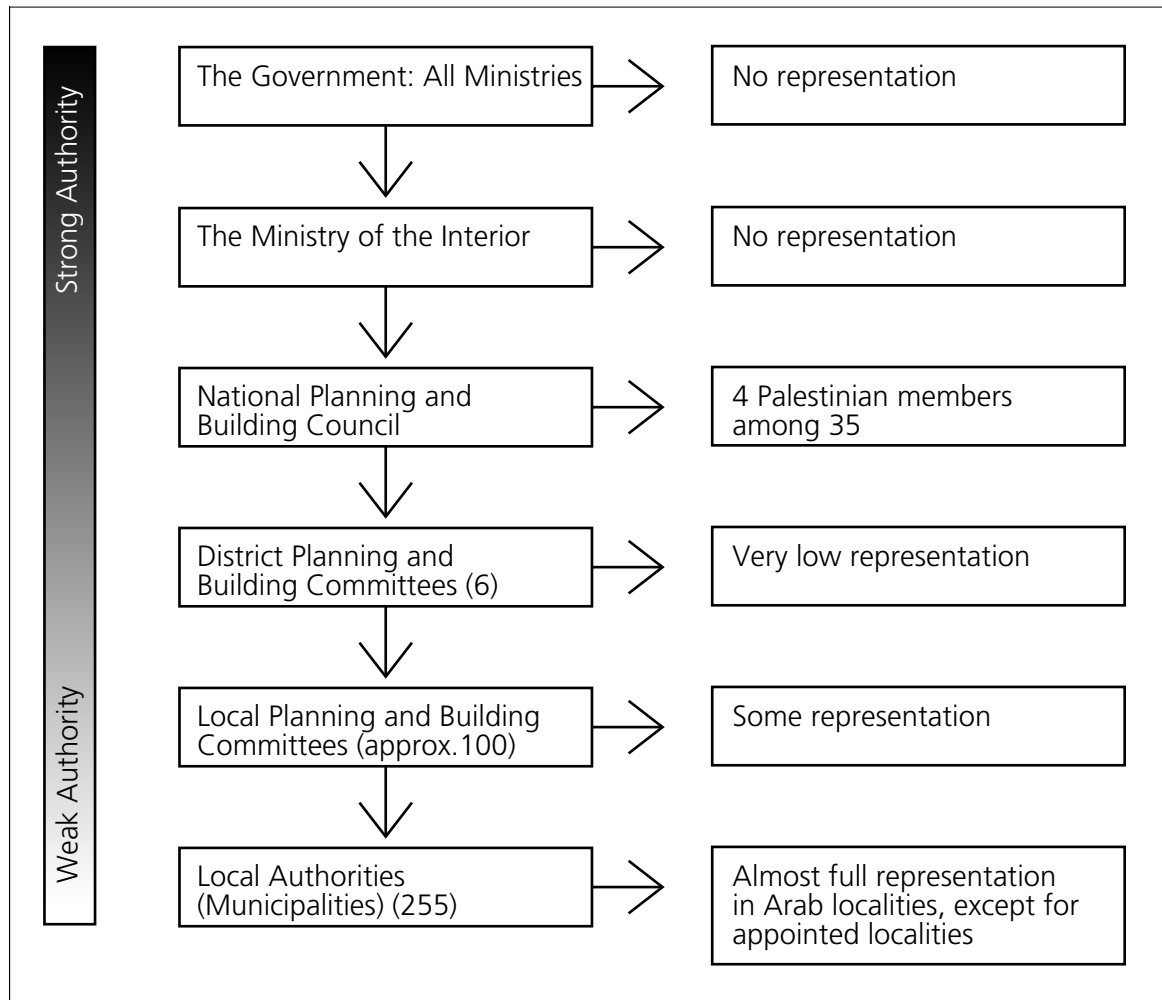 Strong Authority
Weak Authority
The Government: All Ministries
No representation
The Ministry of the Interior
No representation
National Planning and
Building Council
4 Palestinian members
among 35
District Planning and
Building Committees (6)
Very low representation
Local Planning and Building
Committees (approx.100)
Some representation
Local Authorities
(Municipalities) (255)
Almost full representation
in Arab localities, except for
appointed localities